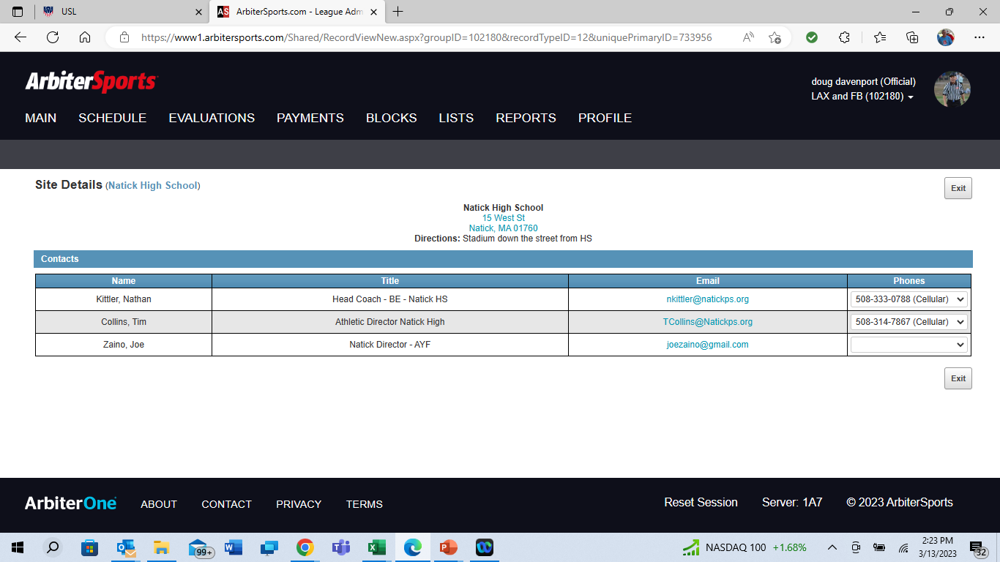 USL
ArbiterSports.com - League Adm
https://www1.arbitersports.com/Shared/RecordViewNew.aspx?groupID=102180&recordTypeID=12&uniquePrimaryID=733956
ArbiterSports
doug davenport (Official)
LAX and FB (102180)
MAIN SCHEDULE EVALUATIONS PAYMENTS BLOCKS LISTS REPORTS PROFILE
Site Details (Natick High School)
Exit
Natick High School
15 West St
Natick, MA 01760
Directions: Stadium down the street from HS
Contacts
Name Title Email Phones
Kittler, Nathan Head Coach - BE - Natick HS nkittler@natickps.org 508-333-0788 (Cellular)
Collins, Tim Athletic Director Natick High TCollins@Natickps.org 508-314-7867 (Cellular)
Zaino, Joe Natick Director - AYF joezaino@gmail.com
Exit
ArbiterOne ABOUT CONTACT PRIVACY TERMS Reset Session Server: 1A7 © 2023 ArbiterSports
99+
NASDAQ 100 +1.68%
2:23 PM
3/13/2023
32